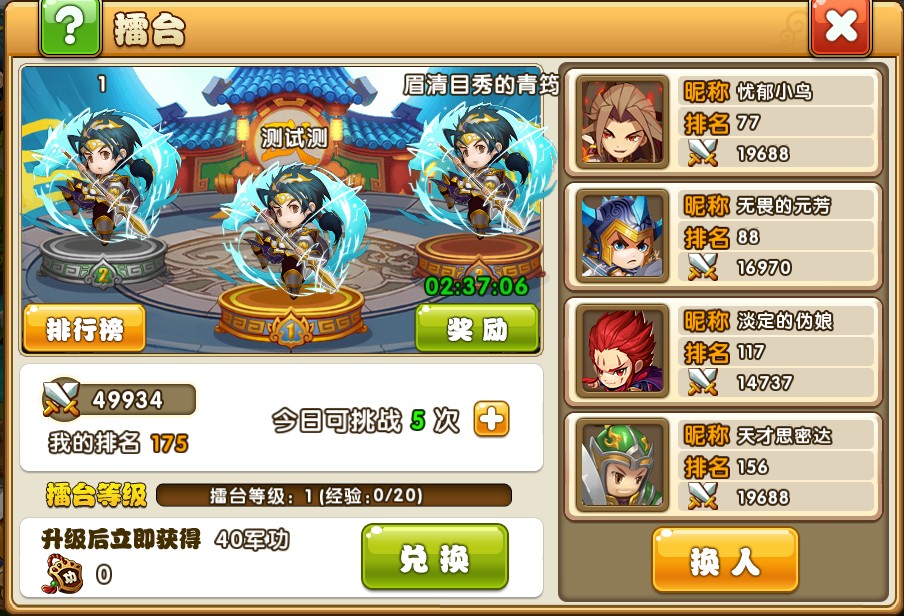 ?
擂台
1
眉清目秀的青筠
测试测
2
1
02:37:06
排行榜
奖励
49934
今日可挑战 5 次
我的排名 175
擂台等级
擂台等级: 1 (经验:0/20)
升级后立即获得 40军功
功
0
兑换
昵称 忧郁小鸟
排名 77
19688
昵称 无畏的元芳
排名 88
16970
昵称 淡定的伪娘
排名 117
14737
昵称 天才思密达
排名 156
19688
换人